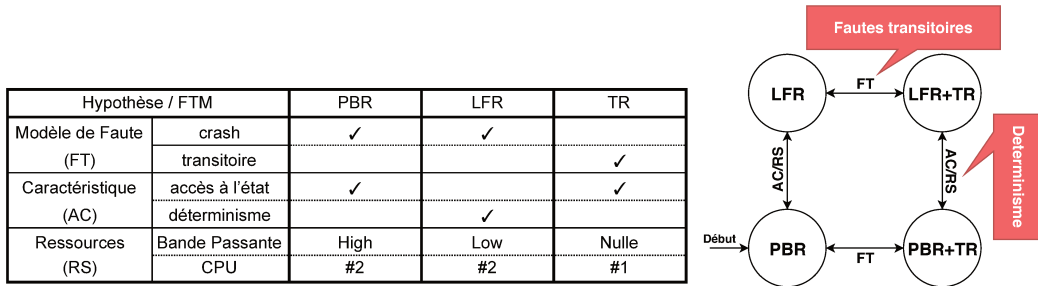 Hypothèse / FTM PBR LFR TR
Modèle de Faute crash ✓ ✓
(FT) transitoire ✓
Caractéristique accès à l'état ✓ ✓
(AC) déterminisme ✓
Ressources Bande Passante High Low Nulle
(RS) CPU #2 #2 #1
Fautes transitoires
LFR
FT
LFR+TR
AC/RS
AC/RS
Determinisme
Début
PBR
FT
PBR+TR